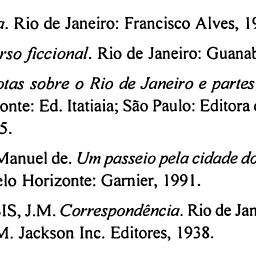 a. Rio de Janeiro: Francisco Alves, 19
rso ficcional. Rio de Janeiro: Guanab
otas sobre o Rio de Janeiro e partes
onte: Ed. Itatiaia; São Paulo: Editora
5.
Manuel de. Um passeio pela cidade do
elo Horizonte: Garnier, 1991.
IS, J.M. Correspondência. Rio de Jan
M. Jackson Inc. Editores, 1938.